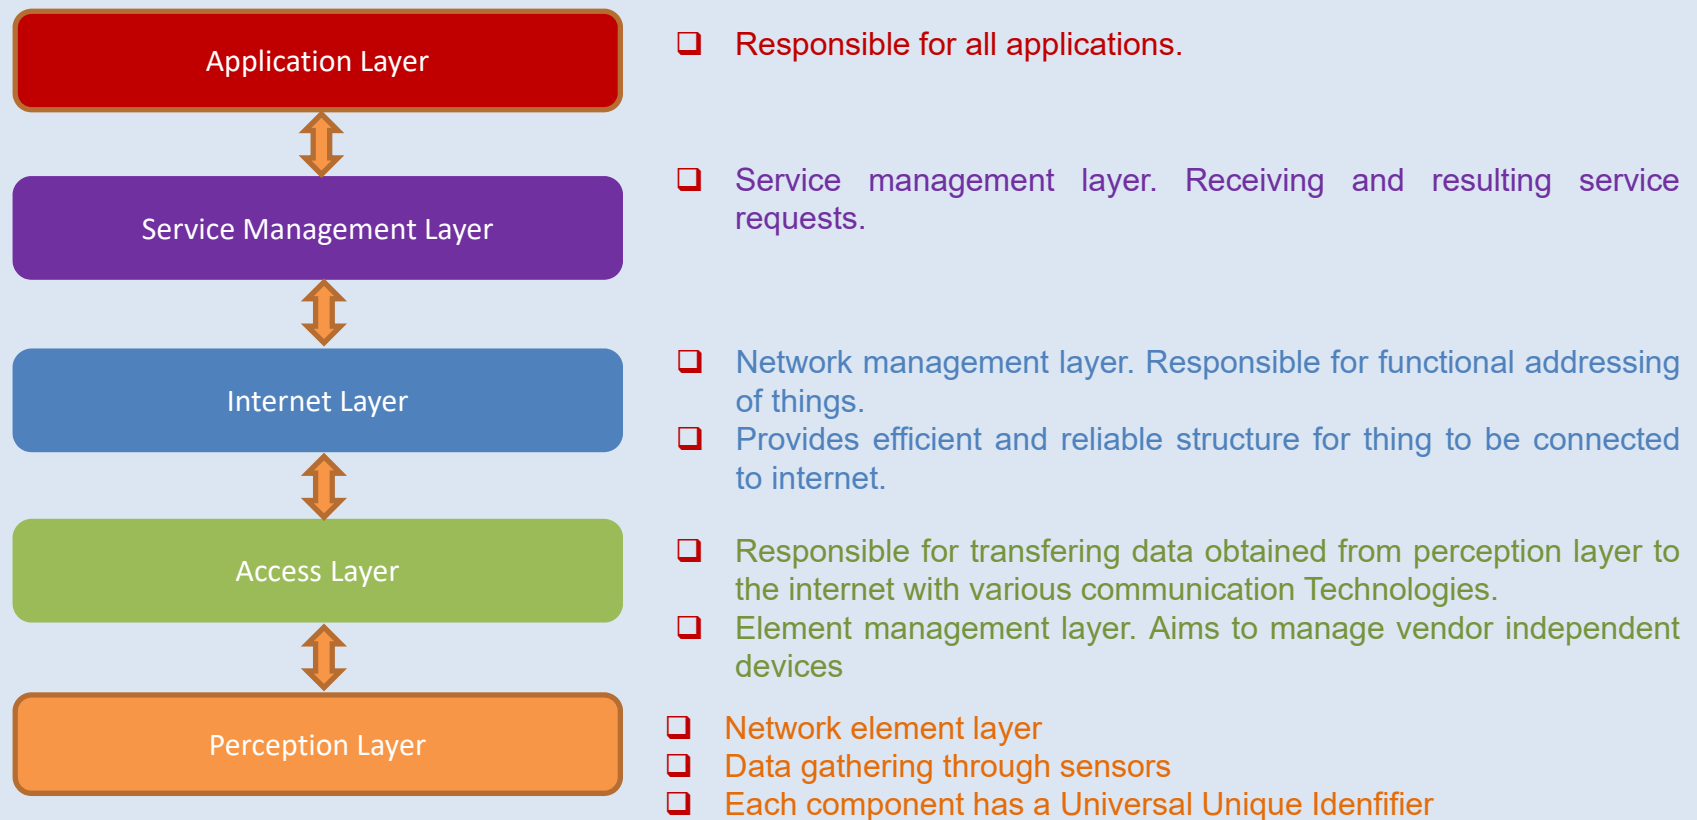 Application Layer
❑ Responsible for all applications.
Service Management Layer
❑ Service management layer. Receiving and resulting service
requests.
Internet Layer
❑ Network management layer. Responsible for functional addressing
of things.
❑ Provides efficient and reliable structure for thing to be connected
to internet.
Access Layer
❑ Responsible for transfering data obtained from perception layer to
the internet with various communication Technologies.
❑ Element management layer. Aims to manage vendor independent
devices
Perception Layer
❑ Network element layer
❑ Data gathering through sensors
❑ Each component has a Universal Unique Idenfifier